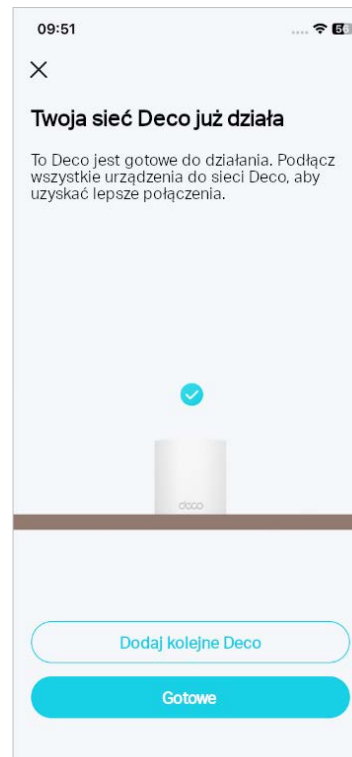 09:51
Twoja sieć Deco już działa
To Deco jest gotowe do działania. Podłącz
wszystkie urządzenia do sieci Deco, aby
uzyskać lepsze połączenia.
deco
Dodaj kolejne Deco
Gotowe